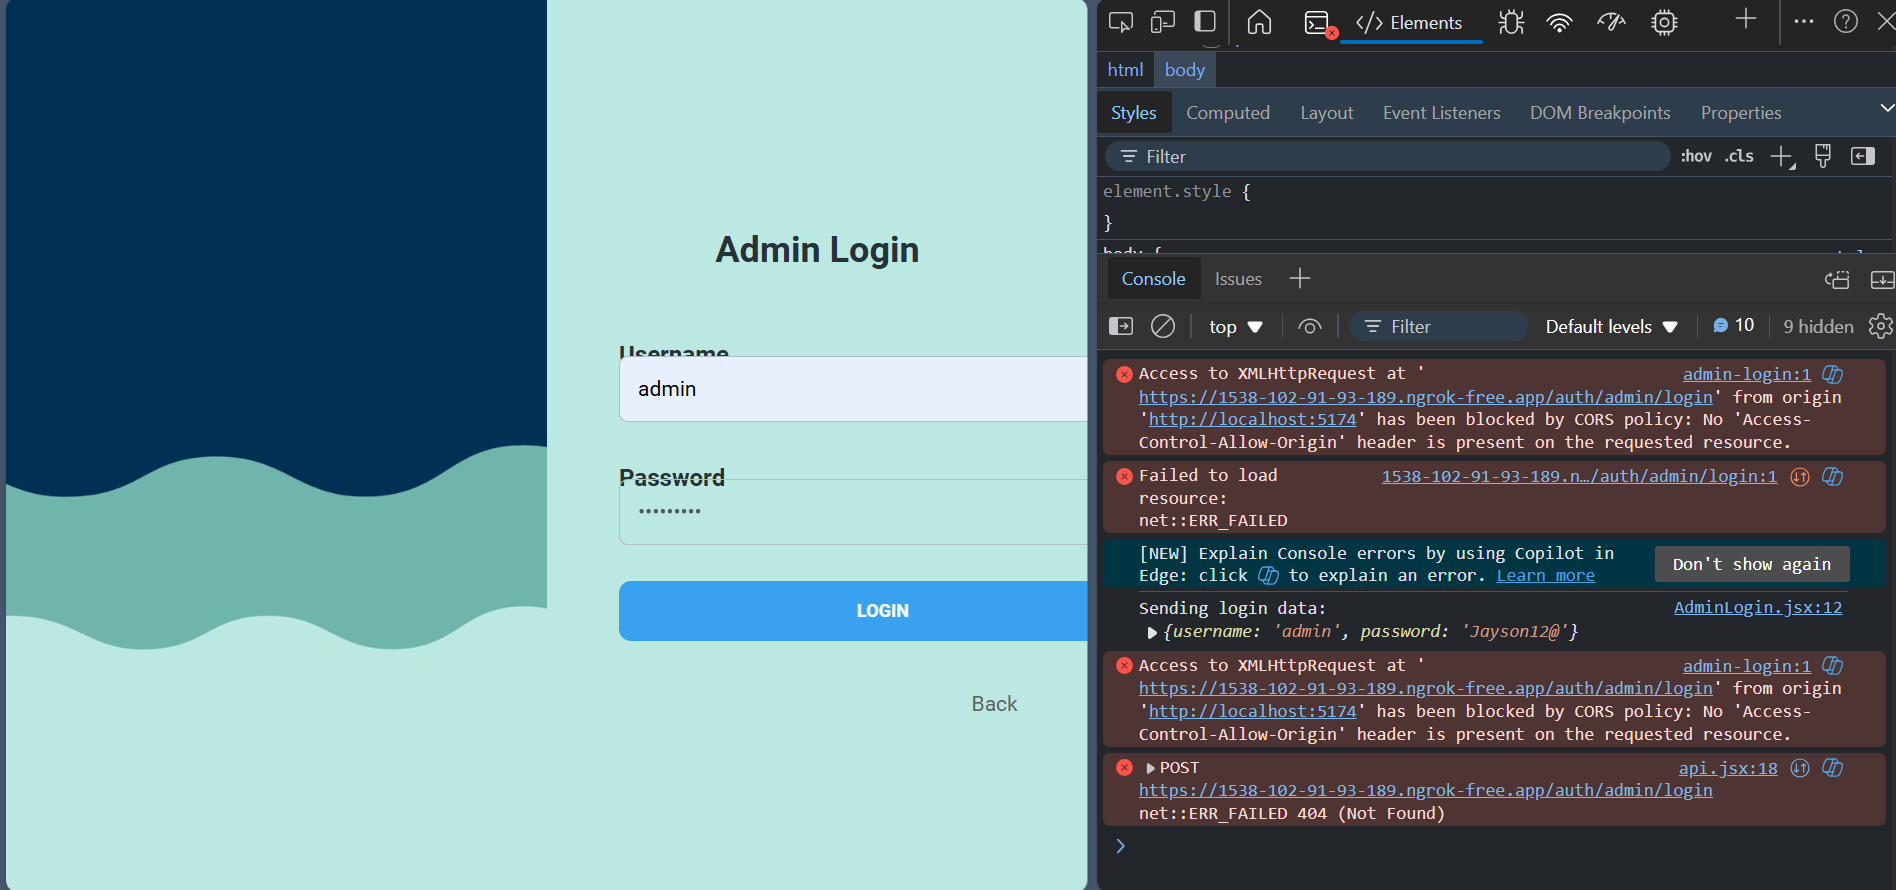 Admin Login
Username
admin
Password
•••••••••
LOGIN
Back
Elements
html body
Styles Computed Layout Event Listeners DOM Breakpoints Properties
Filter :hov .cls
element.style {
}
body {
Console Issues
top Filter Default levels 10 9 hidden
Access to XMLHttpRequest at ' admin-login:1
https://1538-102-91-93-189.ngrok-free.app/auth/admin/login' from origin
'http://localhost:5174' has been blocked by CORS policy: No 'Access-
Control-Allow-Origin' header is present on the requested resource.
Failed to load 1538-102-91-93-189.n…/auth/admin/login:1
resource:
net::ERR_FAILED
[NEW] Explain Console errors by using Copilot in
Edge: click to explain an error. Learn more
Don't show again
Sending login data: AdminLogin.jsx:12
{username: 'admin', password: 'Jayson12@'}
Access to XMLHttpRequest at ' admin-login:1
https://1538-102-91-93-189.ngrok-free.app/auth/admin/login' from origin
'http://localhost:5174' has been blocked by CORS policy: No 'Access-
Control-Allow-Origin' header is present on the requested resource.
POST api.jsx:18
https://1538-102-91-93-189.ngrok-free.app/auth/admin/login
net::ERR_FAILED 404 (Not Found)